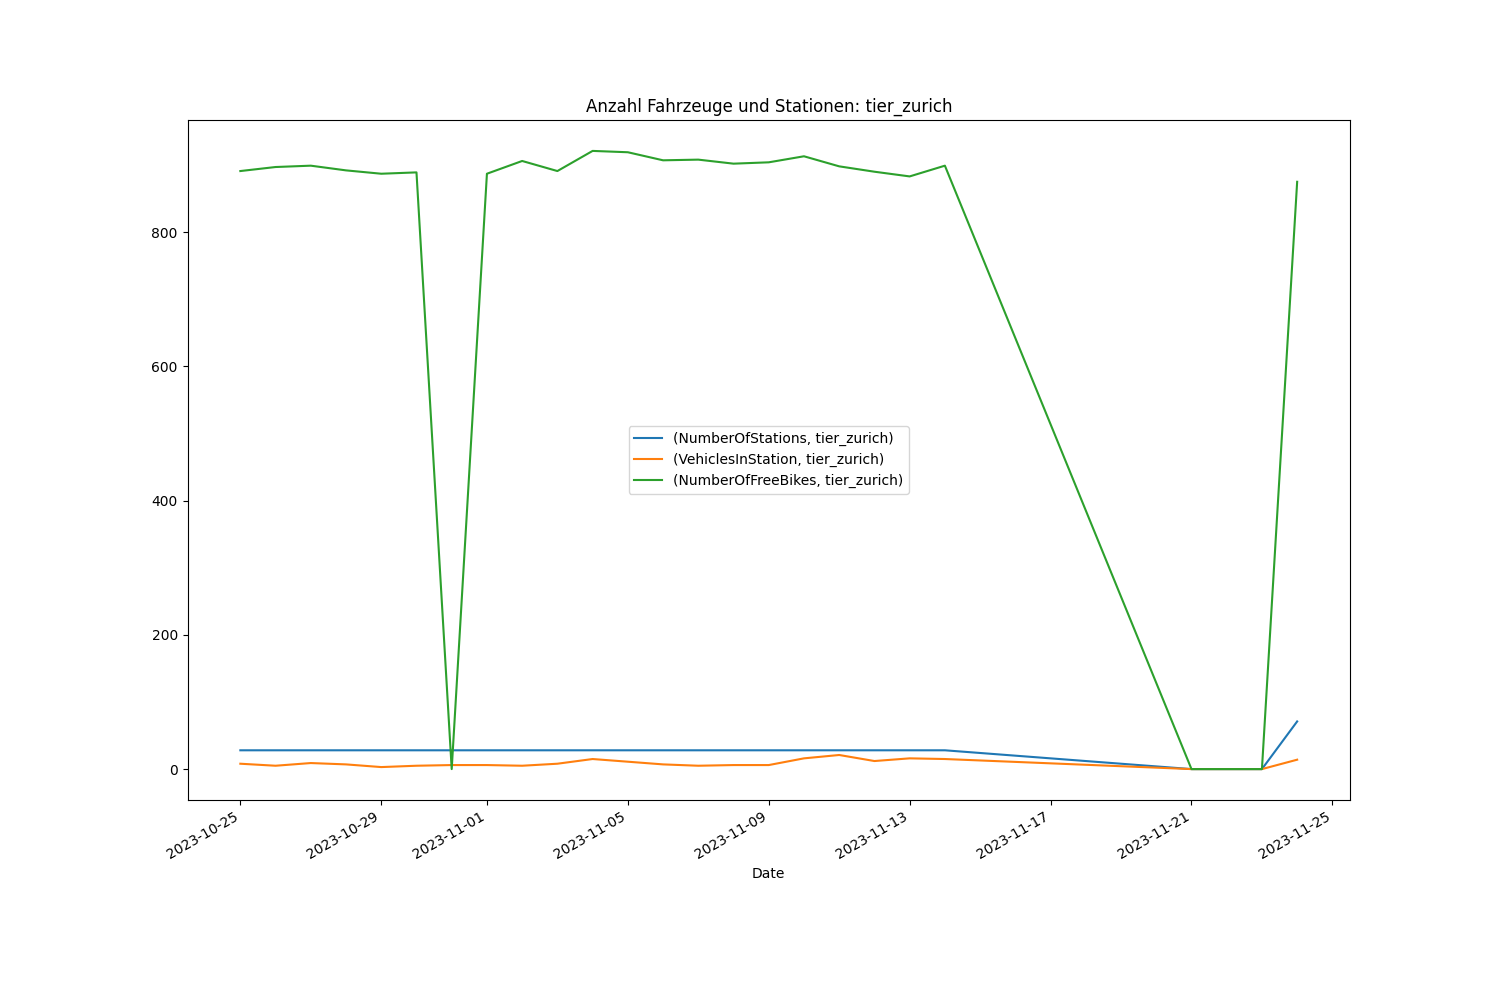 Anzahl Fahrzeuge und Stationen: tier_zurich
800
600
400
200
0
(NumberOfStations, tier_zurich)
(VehiclesInStation, tier_zurich)
(NumberOfFreeBikes, tier_zurich)
2023-10-25
2023-10-29
2023-11-01
2023-11-05
2023-11-09
2023-11-13
2023-11-17
2023-11-21
2023-11-25
Date